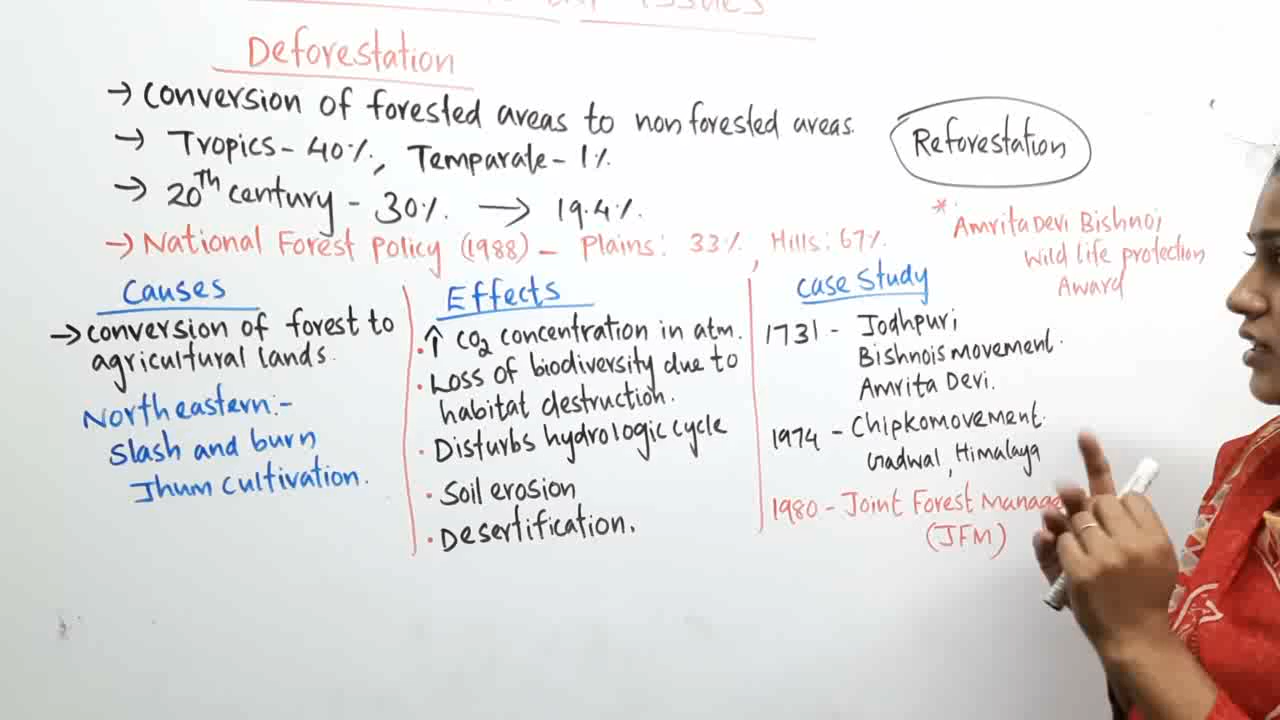 Issues
Deforestation
→ Conversion of forested areas to non forested areas.
→ Tropics - 40%, Temparate - 1%
→ 20Th century - 30% → 19.4%
→ National Forest Policy (1988) - Plains: 33%, Hills: 67%
Causes
→ conversion of forest to
agricultural lands.
Northeastern:-
Slash and burn
Jhum cultivation.
Effects
• ↑ CO2 concentration in atm.
• Loss of biodiversity due to
habitat destruction.
• Disturbs hydrologic cycle
• Soil erosion
• Desertification.
Case Study
1731 - Jodhpuri
Bishnois movement.
Amrita Devi.
1974 - Chipkomovement.
Gadwal, Himalaya
1980 - Joint Forest Manage
(JFM)
Reforestation
* Amrita Devi Bishnoi
Wild life protection
Award